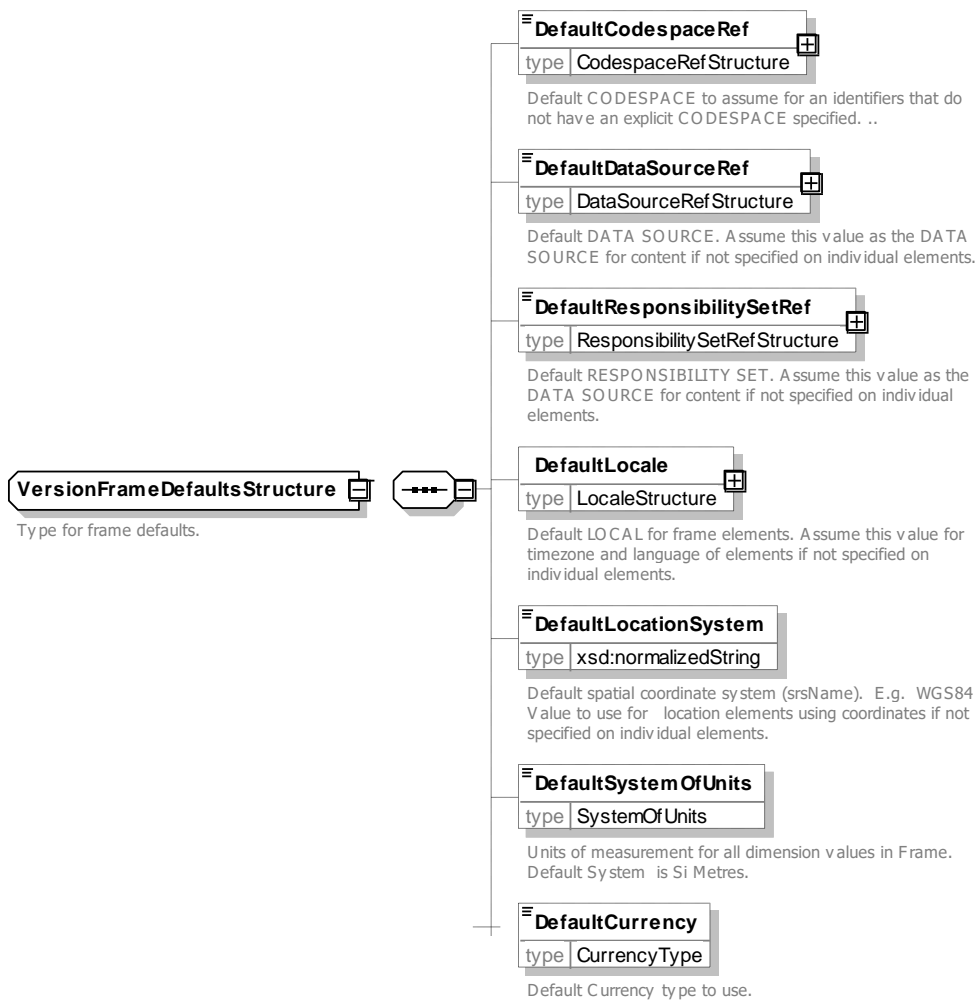 DefaultCodespaceRef
type CodespaceRefStructure
Default CODESPACE to assume for an identifiers that do
not have an explicit CODESPACE specified. ..
DefaultDataSourceRef
type DataSourceRefStructure
Default DATA SOURCE. Assume this value as the DATA
SOURCE for content if not specified on individual elements.
DefaultResponsibilitySetRef
type ResponsibilitySetRefStructure
Default RESPONSIBILITY SET. Assume this value as the
DATA SOURCE for content if not specified on individual
elements.
VersionFrameDefaultsStructure
Type for frame defaults.
DefaultLocale
type LocaleStructure
Default LOCAL for frame elements. Assume this value for
timezone and language of elements if not specified on
individual elements.
DefaultLocationSystem
type xsd:normalizedString
Default spatial coordinate system (srsName). E.g. WGS84
Value to use for location elements using coordinates if not
specified on individual elements.
DefaultSystemOfUnits
type SystemOfUnits
Units of measurement for all dimension values in Frame.
Default System is Si Metres.
DefaultCurrency
type CurrencyType
Default Currency type to use.